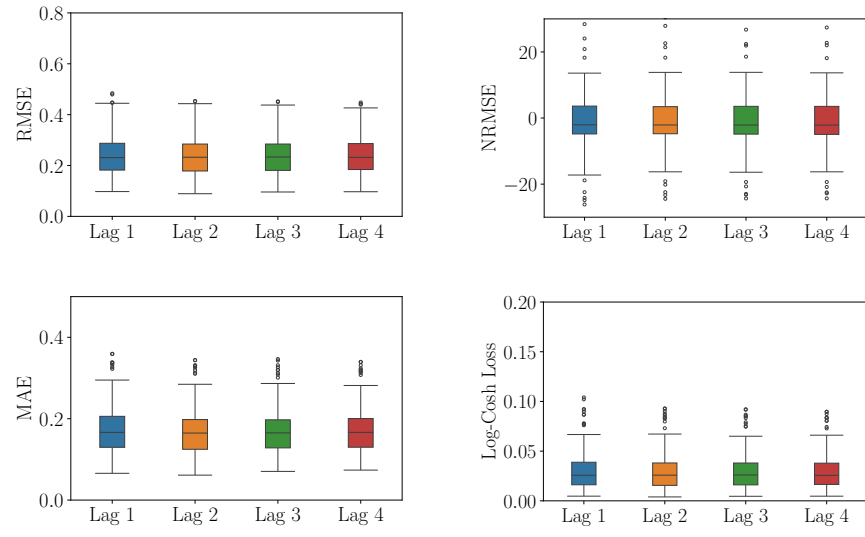 0.8
0.6
0.4
0.2
0.0
RMSE
Lag 1 Lag 2 Lag 3 Lag 4
20
0
−20
NRMSE
Lag 1 Lag 2 Lag 3 Lag 4
0.4
0.2
0.0
MAE
Lag 1 Lag 2 Lag 3 Lag 4
0.20
0.15
0.10
0.05
0.00
Log-Cosh Loss
Lag 1 Lag 2 Lag 3 Lag 4